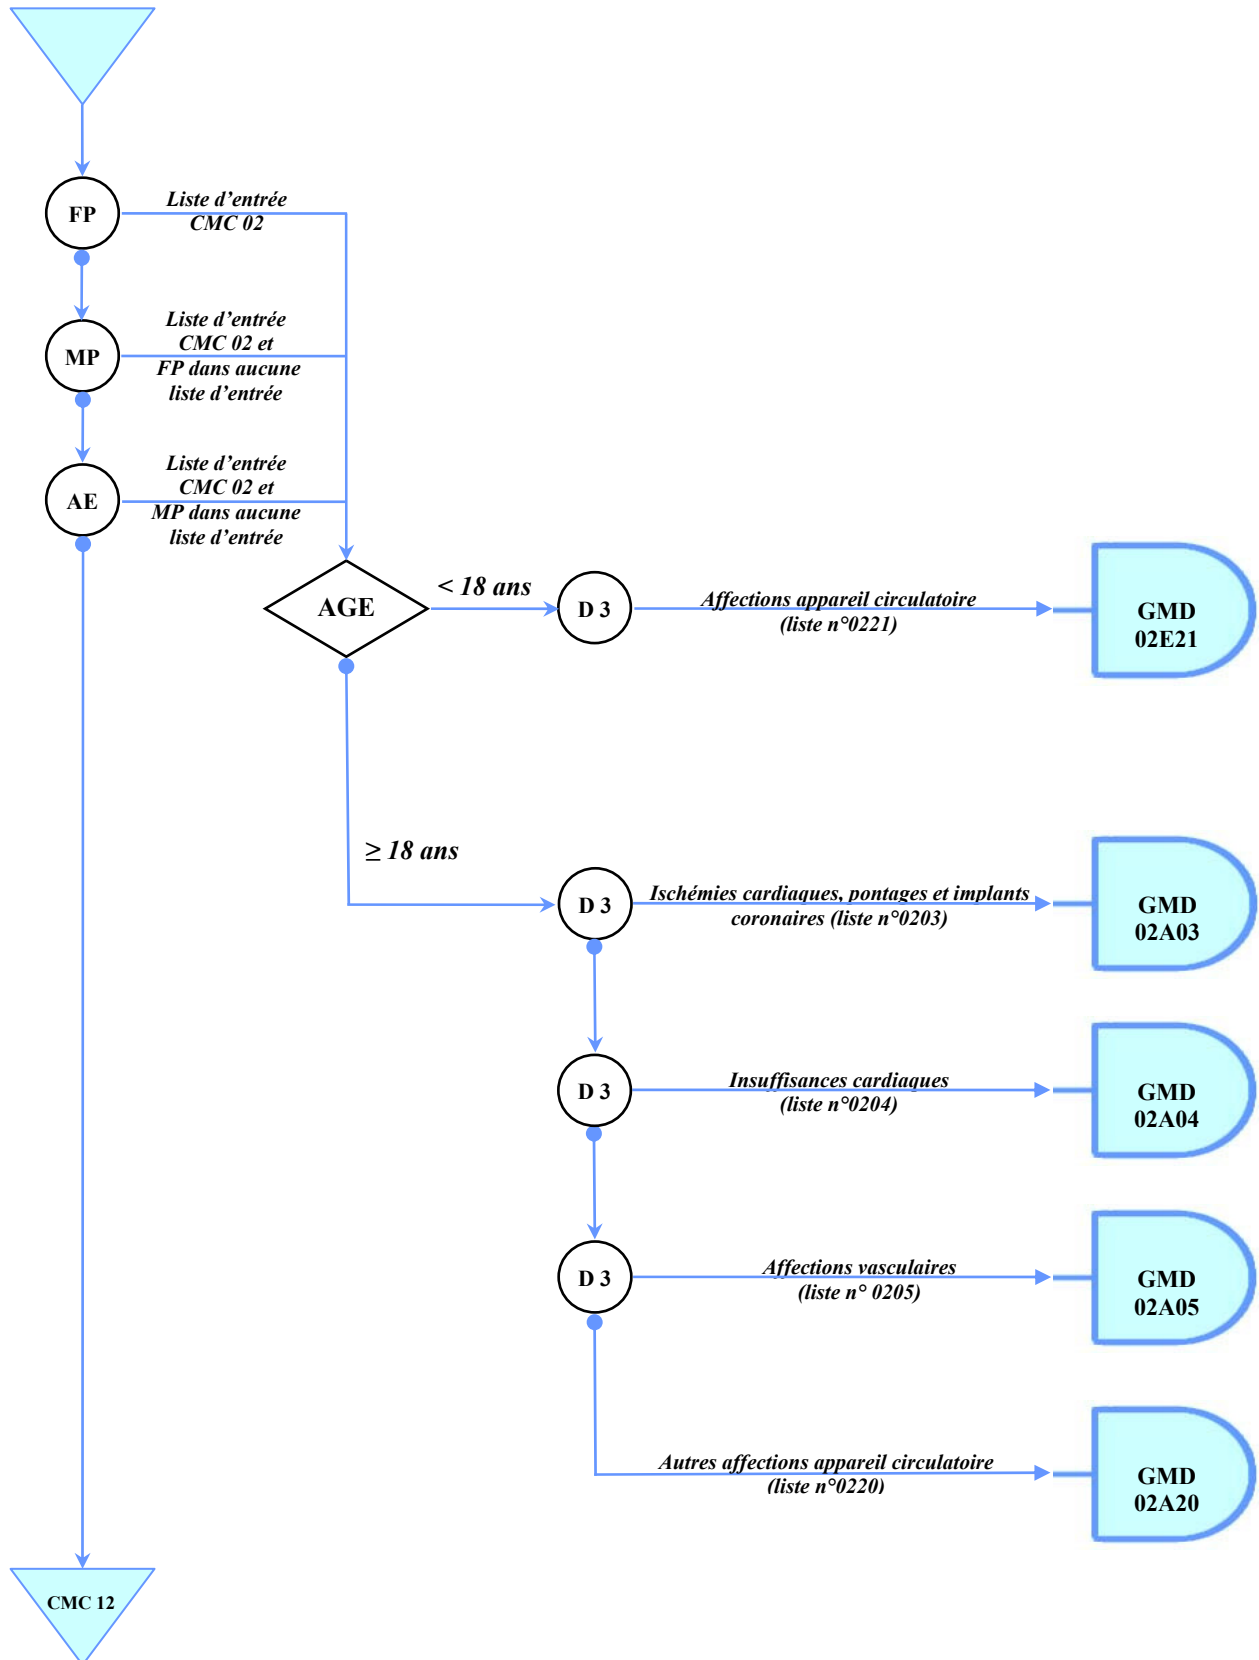 FP
Liste d'entrée
CMC 02
MP
Liste d'entrée
CMC 02 et
FP dans aucune
liste d'entrée
AE
Liste d'entrée
CMC 02 et
MP dans aucune
liste d'entrée
AGE
< 18 ans
D 3
Affections appareil circulatoire
(liste n°0221)
GMD
02E21
≥ 18 ans
D 3
Ischémies cardiaques, pontages et implants
coronaires (liste n°0203)
GMD
02A03
D 3
Insuffisances cardiaques
(liste n°0204)
GMD
02A04
D 3
Affections vasculaires
(liste n° 0205)
GMD
02A05
Autres affections appareil circulatoire
(liste n°0220)
GMD
02A20
CMC 12